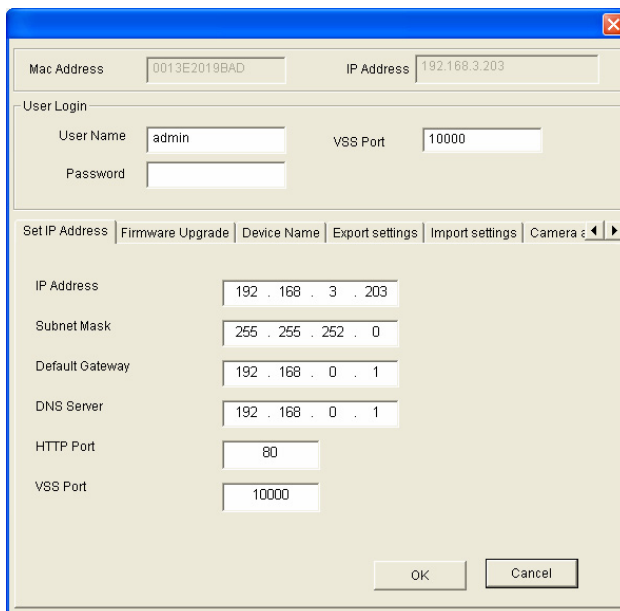 Mac Address 0013E2019BAD IP Address 192.168.3.203
User Login
User Name admin VSS Port 10000
Password
Set IP Address Firmware Upgrade Device Name Export settings Import settings Camera
IP Address 192 . 168 . 3 . 203
Subnet Mask 255 . 255 . 252 . 0
Default Gateway 192 . 168 . 0 . 1
DNS Server 192 . 168 . 0 . 1
HTTP Port 80
VSS Port 10000
OK Cancel